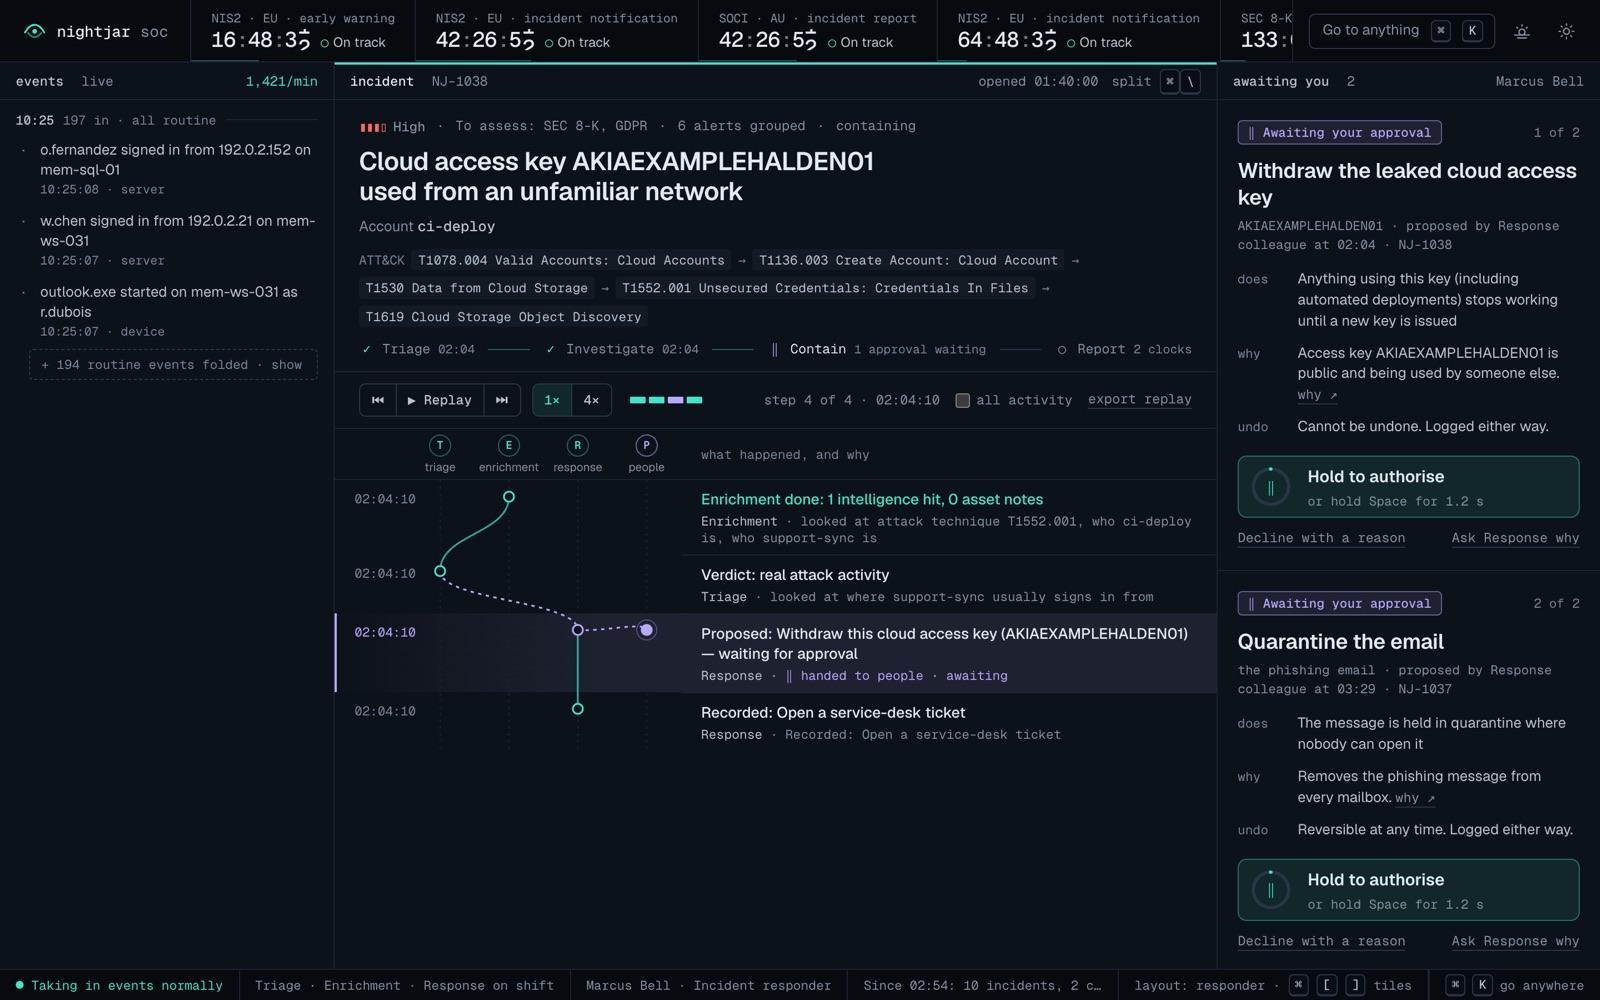 nightjar soc
NIS2 · EU · early warning
16:48:35 On track
NIS2 · EU · incident notification
42:26:55 On track
SOCI · AU · incident report
42:26:55 On track
NIS2 · EU · incident notification
64:48:35 On track
SEC 8-K
133:
Go to anything ⌘ K
events live 1,421/min
10:25 197 in · all routine
· o.fernandez signed in from 192.0.2.152 on
mem-sql-01
10:25:08 · server
· w.chen signed in from 192.0.2.21 on mem-
ws-031
10:25:07 · server
· outlook.exe started on mem-ws-031 as
r.dubois
10:25:07 · device
+ 194 routine events folded · show
incident NJ-1038 opened 01:40:00 split ⌘ \
High · To assess: SEC 8-K, GDPR · 6 alerts grouped · containing
Cloud access key AKIAEXAMPLEHALDEN01
used from an unfamiliar network
Account ci-deploy
ATT&CK T1078.004 Valid Accounts: Cloud Accounts → T1136.003 Create Account: Cloud Account →
T1530 Data from Cloud Storage → T1552.001 Unsecured Credentials: Credentials In Files →
T1619 Cloud Storage Object Discovery
✓ Triage 02:04 ✓ Investigate 02:04 ‖ Contain 1 approval waiting ○ Report 2 clocks
⏮ ▶ Replay ⏭ 1× 4× step 4 of 4 · 02:04:10 all activity export replay
T E R P
triage enrichment response people what happened, and why
02:04:10 Enrichment done: 1 intelligence hit, 0 asset notes
Enrichment · looked at attack technique T1552.001, who ci-deploy
is, who support-sync is
02:04:10 Verdict: real attack activity
Triage · looked at where support-sync usually signs in from
02:04:10 Proposed: Withdraw this cloud access key (AKIAEXAMPLEHALDEN01)
— waiting for approval
Response · ‖ handed to people · awaiting
02:04:10 Recorded: Open a service-desk ticket
Response · Recorded: Open a service-desk ticket
awaiting you 2 Marcus Bell
‖ Awaiting your approval 1 of 2
Withdraw the leaked cloud access
key
AKIAEXAMPLEHALDEN01 · proposed by Response
colleague at 02:04 · NJ-1038
does Anything using this key (including
automated deployments) stops working
until a new key is issued
why Access key AKIAEXAMPLEHALDEN01 is
public and being used by someone else.
why ↗
undo Cannot be undone. Logged either way.
‖ Hold to authorise
or hold Space for 1.2 s
Decline with a reason Ask Response why
‖ Awaiting your approval 2 of 2
Quarantine the email
the phishing email · proposed by Response
colleague at 03:29 · NJ-1037
does The message is held in quarantine where
nobody can open it
why Removes the phishing message from
every mailbox. why ↗
undo Reversible at any time. Logged either way.
‖ Hold to authorise
or hold Space for 1.2 s
Decline with a reason Ask Response why
Taking in events normally
Triage · Enrichment · Response on shift
Marcus Bell · Incident responder
Since 02:54: 10 incidents, 2 c…
layout: responder · ⌘ [ ] tiles
⌘ K go anywhere